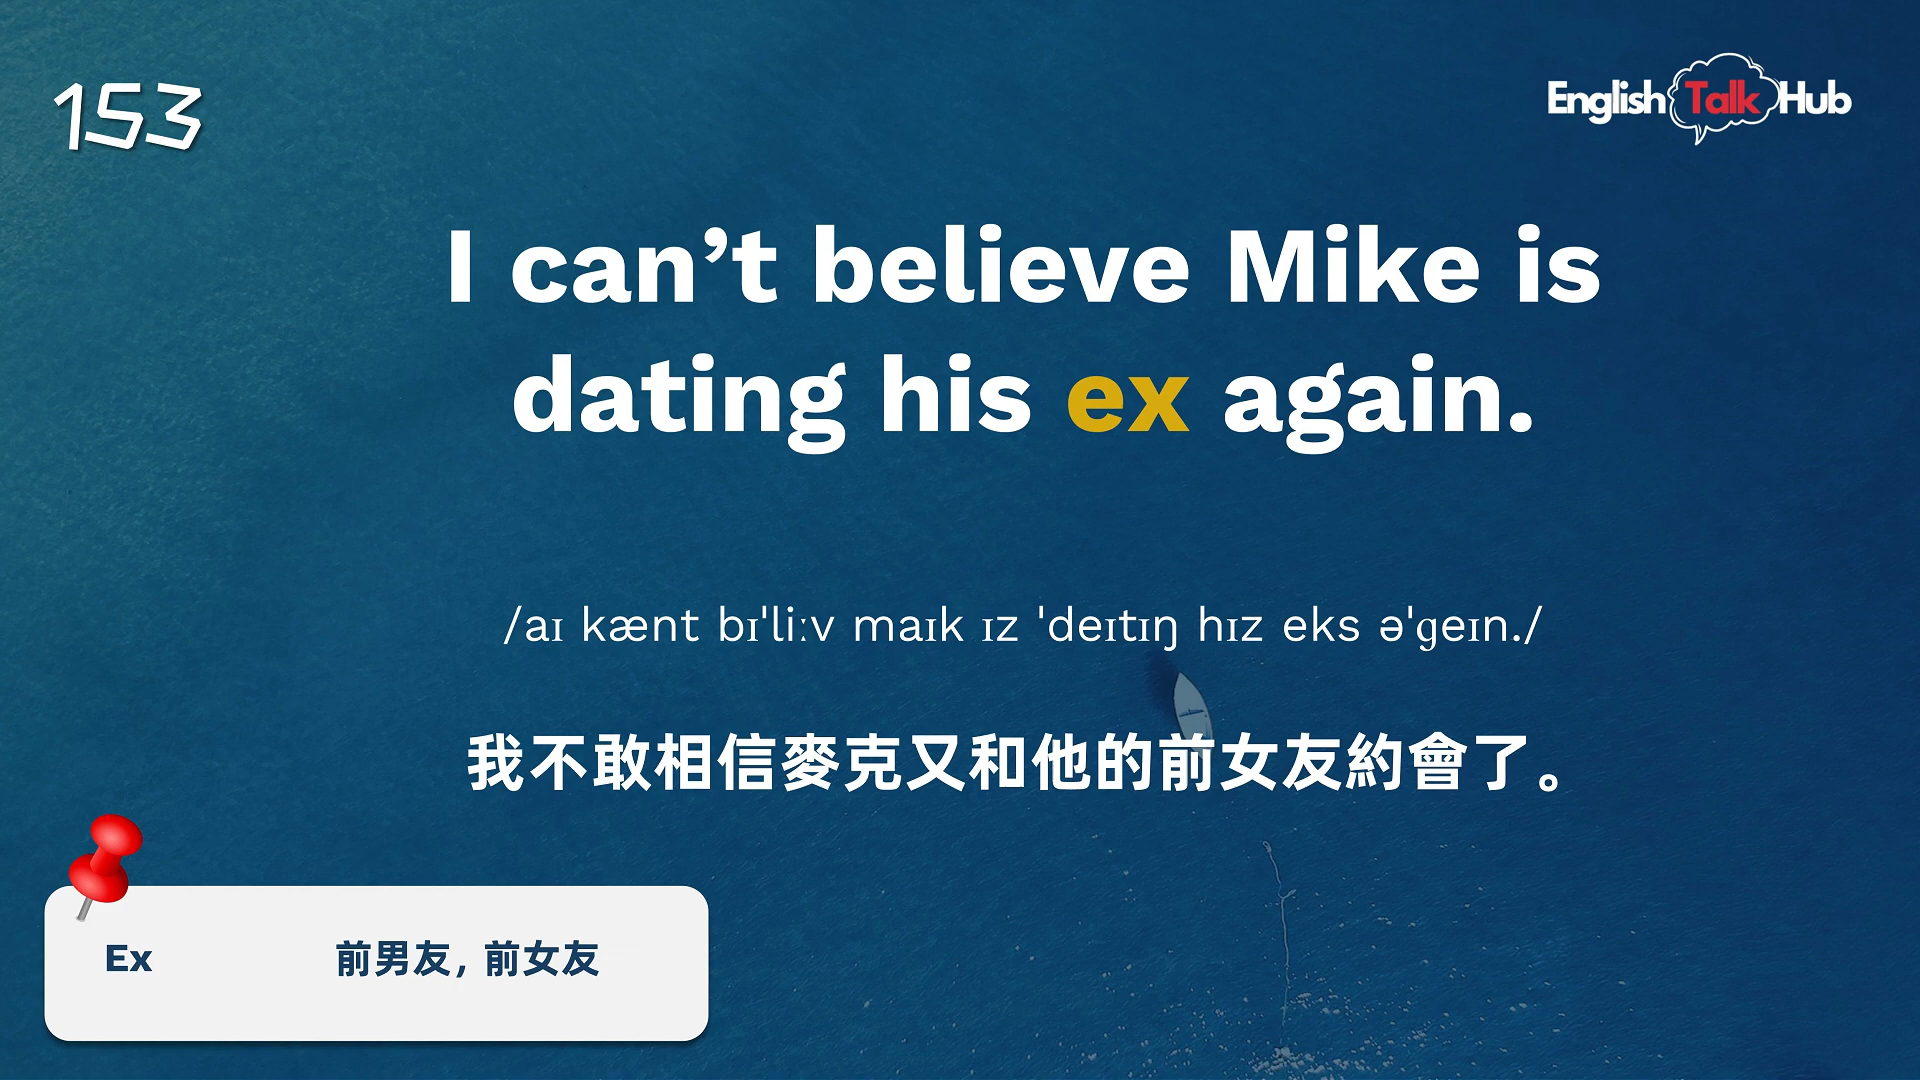 153
English Talk Hub
I can’t believe Mike is
dating his ex again.
/aɪ kænt bɪˈliːv maɪk ɪz ˈdeɪtɪŋ hɪz eks əˈɡeɪn./
我不敢相信麥克又和他的前女友約會了。
Ex 前男友, 前女友